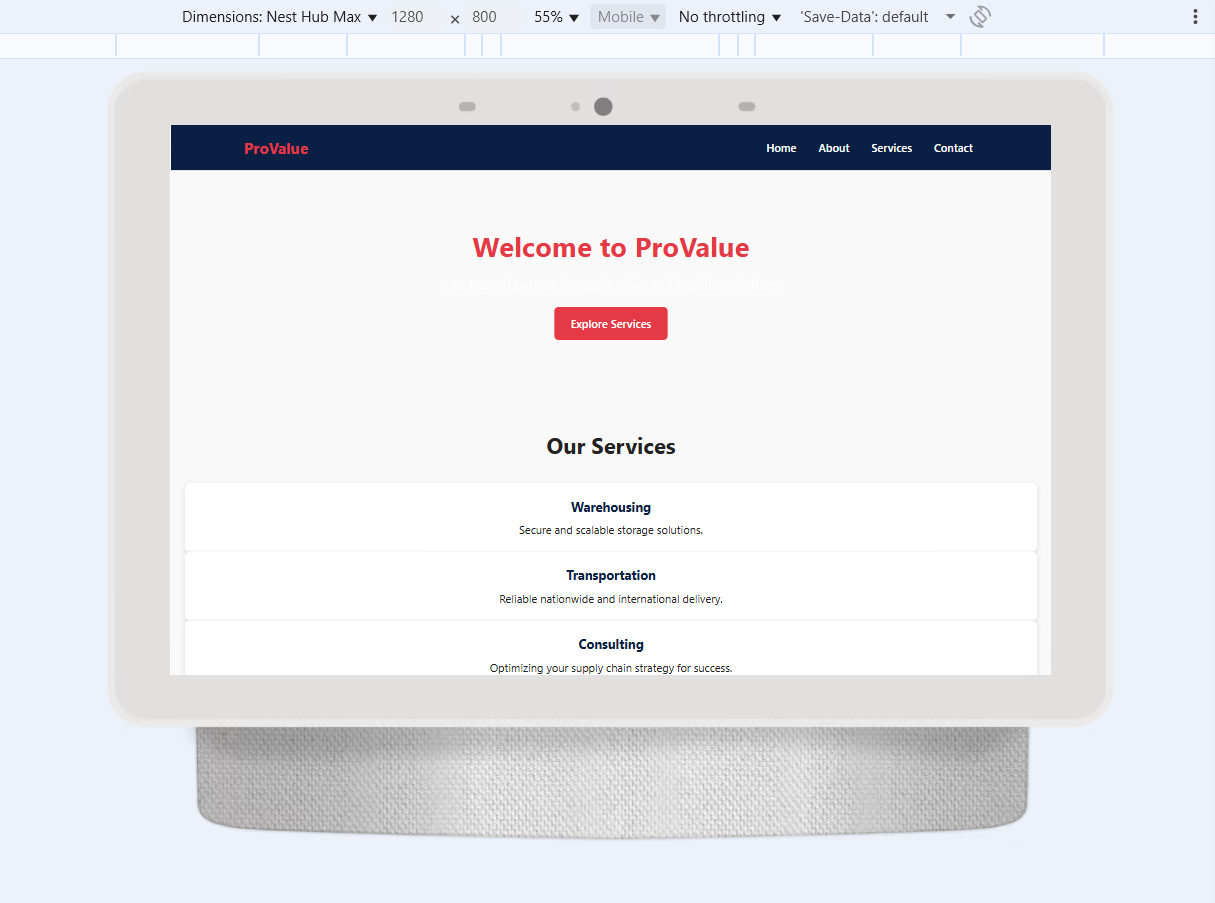 Dimensions: Nest Hub Max 1280 × 800 55% Mobile No throttling 'Save-Data': default
ProValue Home About Services Contact
Welcome to ProValue
Your trusted partner in supply chain and logistics solutions.
Explore Services
Our Services
Warehousing
Secure and scalable storage solutions.
Transportation
Reliable nationwide and international delivery.
Consulting
Optimizing your supply chain strategy for success.